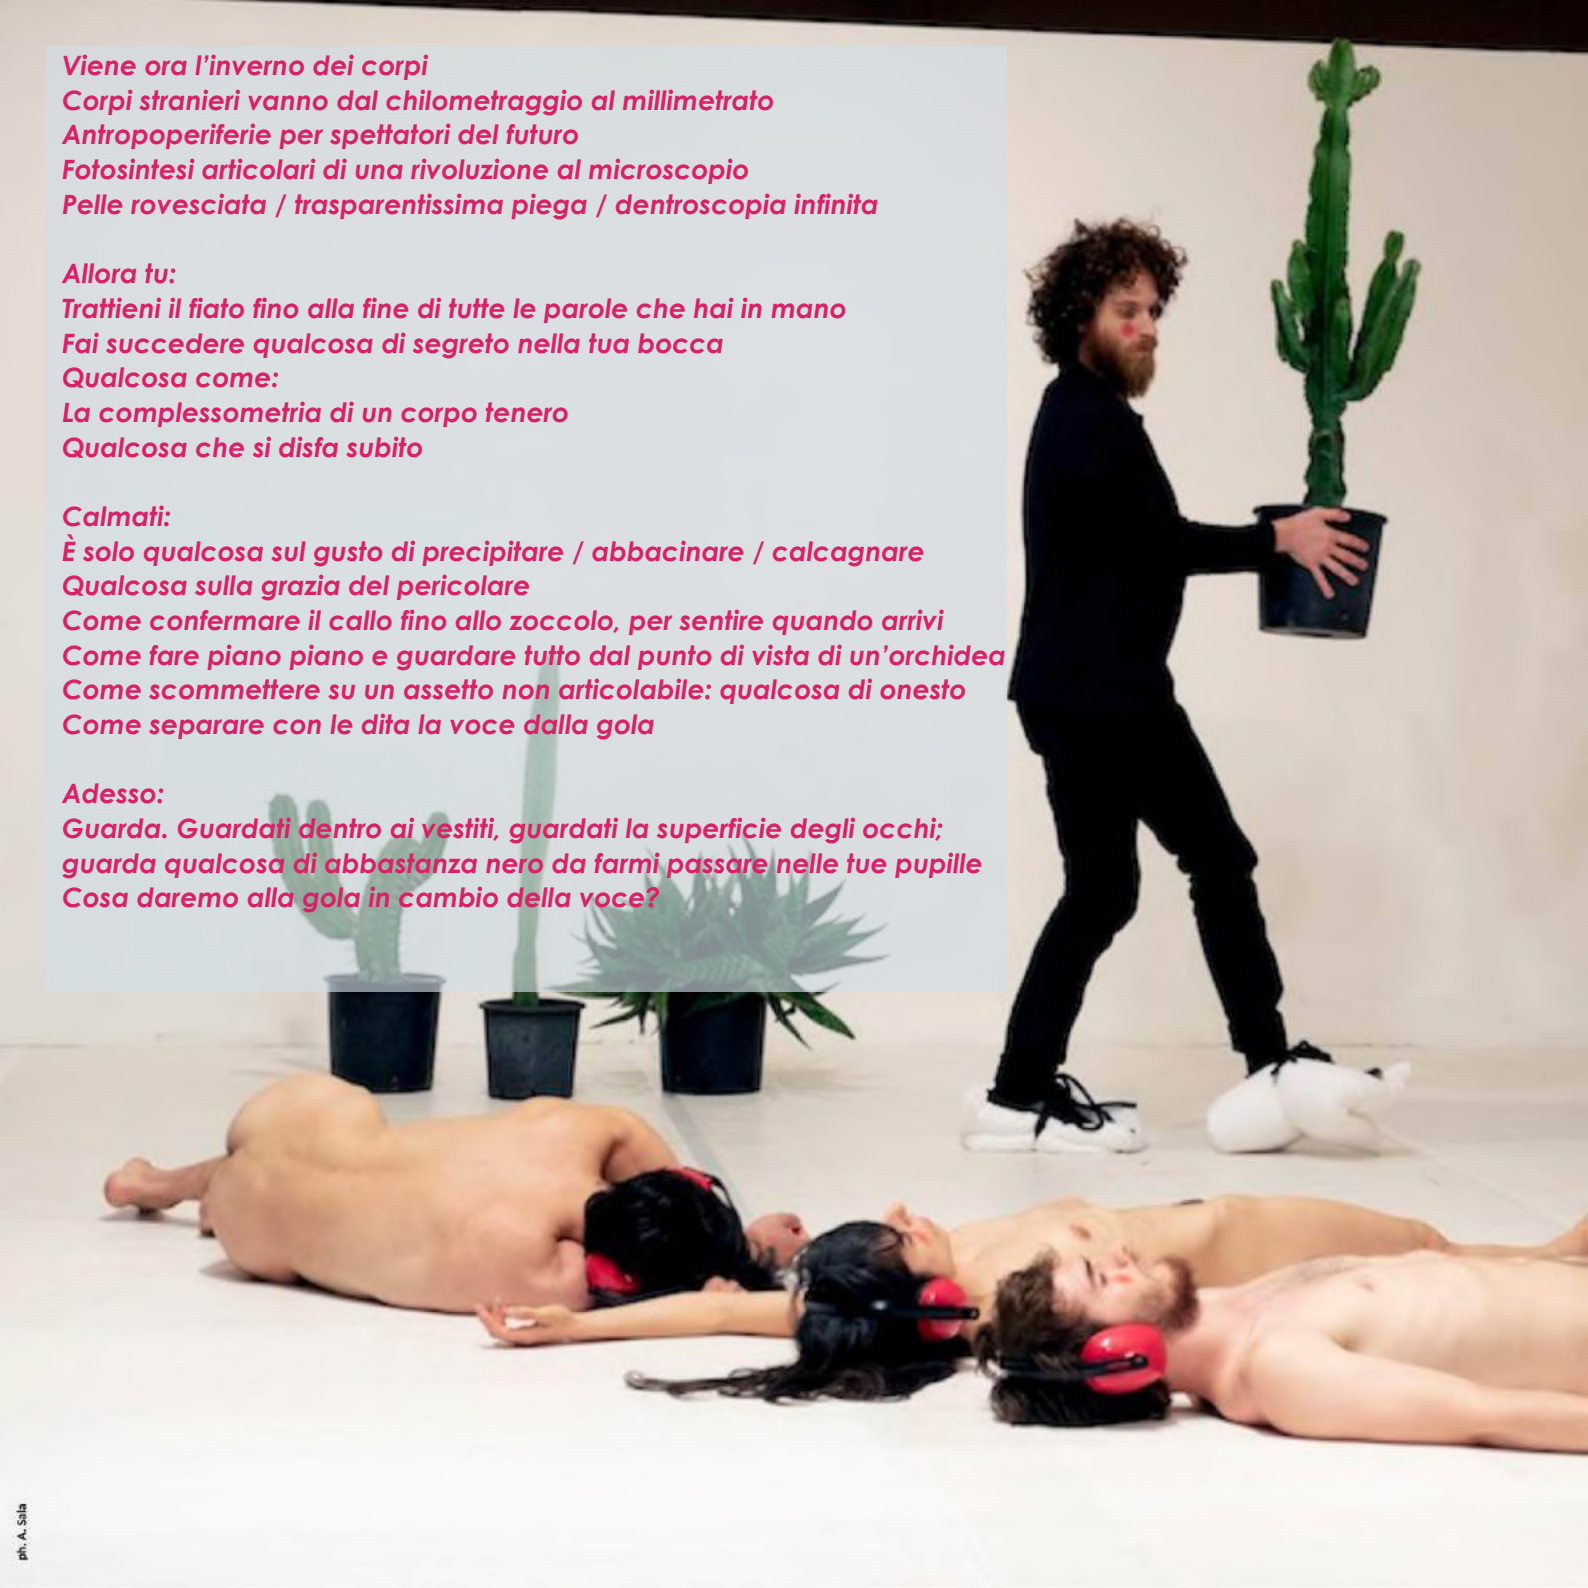 Viene ora l’inverno dei corpi
Corpi stranieri vanno dal chilometraggio al millimetrato
Antropoperiferie per spettatori del futuro
Fotosintesi articolari di una rivoluzione al microscopio
Pelle rovesciata / trasparentissima piega / dentroscopia infinita
Allora tu:
Trattieni il fiato fino alla fine di tutte le parole che hai in mano
Fai succedere qualcosa di segreto nella tua bocca
Qualcosa come:
La complessometria di un corpo tenero
Qualcosa che si disfa subito
Calmati:
È solo qualcosa sul gusto di precipitare / abbacinare / calcagnare
Qualcosa sulla grazia del pericolare
Come confermare il callo fino allo zoccolo, per sentire quando arrivi
Come fare piano piano e guardare tutto dal punto di vista di un’orchidea
Come scommettere su un assetto non articolabile: qualcosa di onesto
Come separare con le dita la voce dalla gola
Adesso:
Guarda. Guardati dentro ai vestiti, guardati la superficie degli occhi;
guarda qualcosa di abbastanza nero da farmi passare nelle tue pupille
Cosa daremo alla gola in cambio della voce?
ph. A. Sala